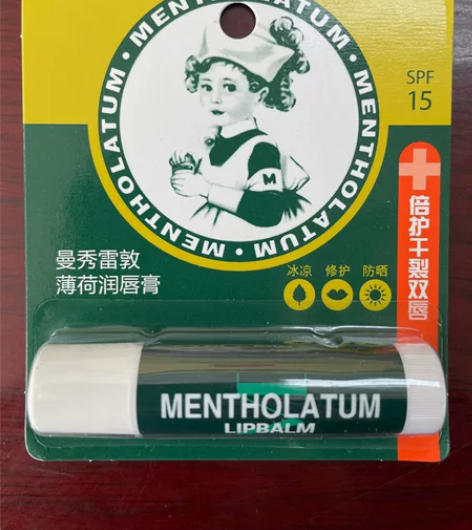 MENTHOLATUM • MENTHOLATUM • MENTHOLATUM •
SPF
15
M
曼秀雷敦
薄荷润唇膏
冰凉 修护 防晒
倍护干裂双唇
MENTHOLATUM
LIPBALM